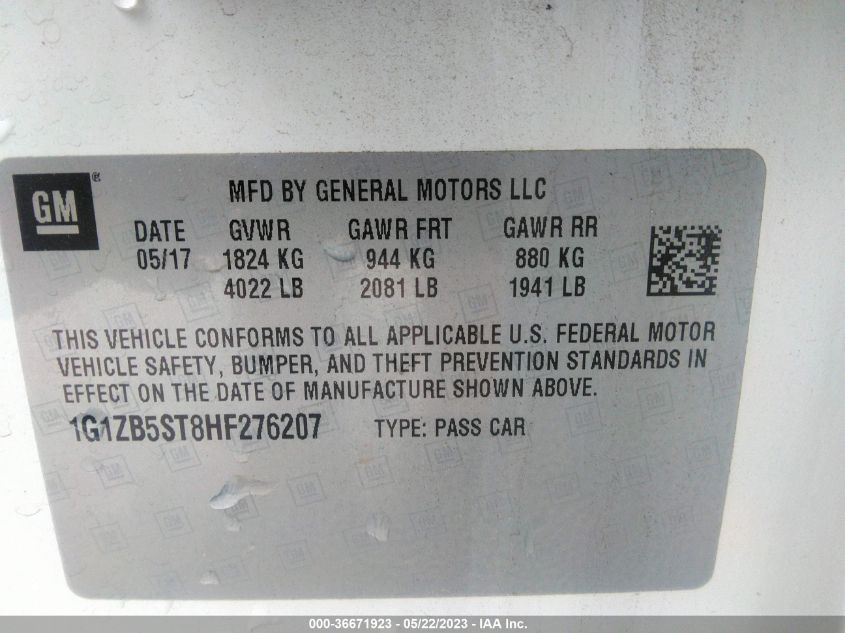 GM ®
MFD BY GENERAL MOTORS LLC
DATE GVWR GAWR FRT GAWR RR
05/17 1824 KG 944 KG 880 KG
4022 LB 2081 LB 1941 LB
THIS VEHICLE CONFORMS TO ALL APPLICABLE U.S. FEDERAL MOTOR
VEHICLE SAFETY, BUMPER, AND THEFT PREVENTION STANDARDS IN
EFFECT ON THE DATE OF MANUFACTURE SHOWN ABOVE.
1G1ZB5ST8HF276207 TYPE: PASS CAR
000-36671923 - 05/22/2023 - IAA Inc.